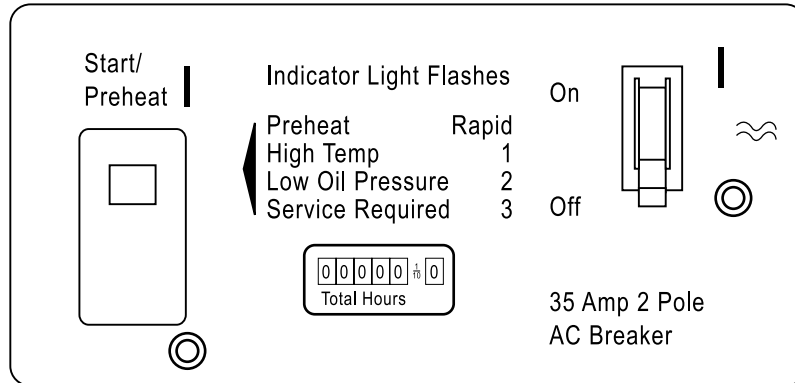 Start/
Preheat
Indicator Light Flashes
Preheat Rapid
High Temp 1
Low Oil Pressure 2
Service Required 3
0 0 0 0 0 1/10 0
Total Hours
On
Off
35 Amp 2 Pole
AC Breaker